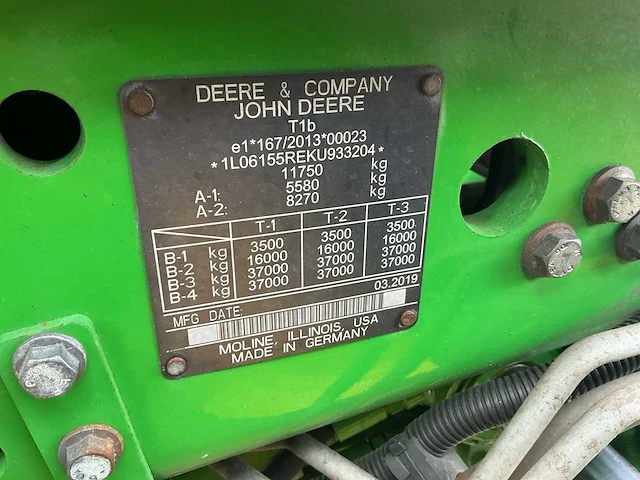 DEERE & COMPANY
JOHN DEERE
T1b
e1*167/2013*00023
*1L06155REKU933204*
11750 kg
A-1: 5580 kg
A-2: 8270 kg
T-1 T-2 T-3
B-1 kg 3500 3500 3500
B-2 kg 16000 16000 16000
B-3 kg 37000 37000 37000
B-4 kg 37000 37000 37000
MFG DATE: 03.2019
MOLINE, ILLINOIS, USA
MADE IN GERMANY